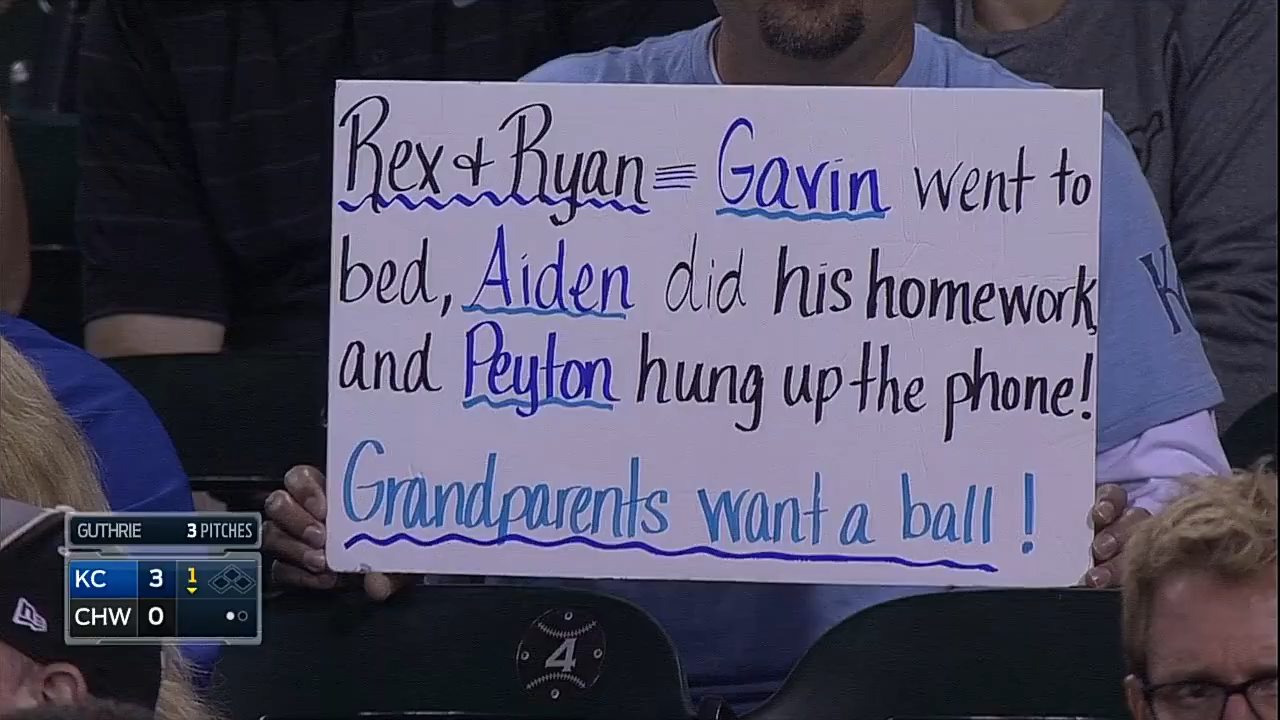 Rex & Ryan = Gavin went to
bed, Aiden did his homework,
and Peyton hung up the phone!
Grandparents want a ball!
GUTHRIE 3 PITCHES
KC 3 1
CHW 0
4